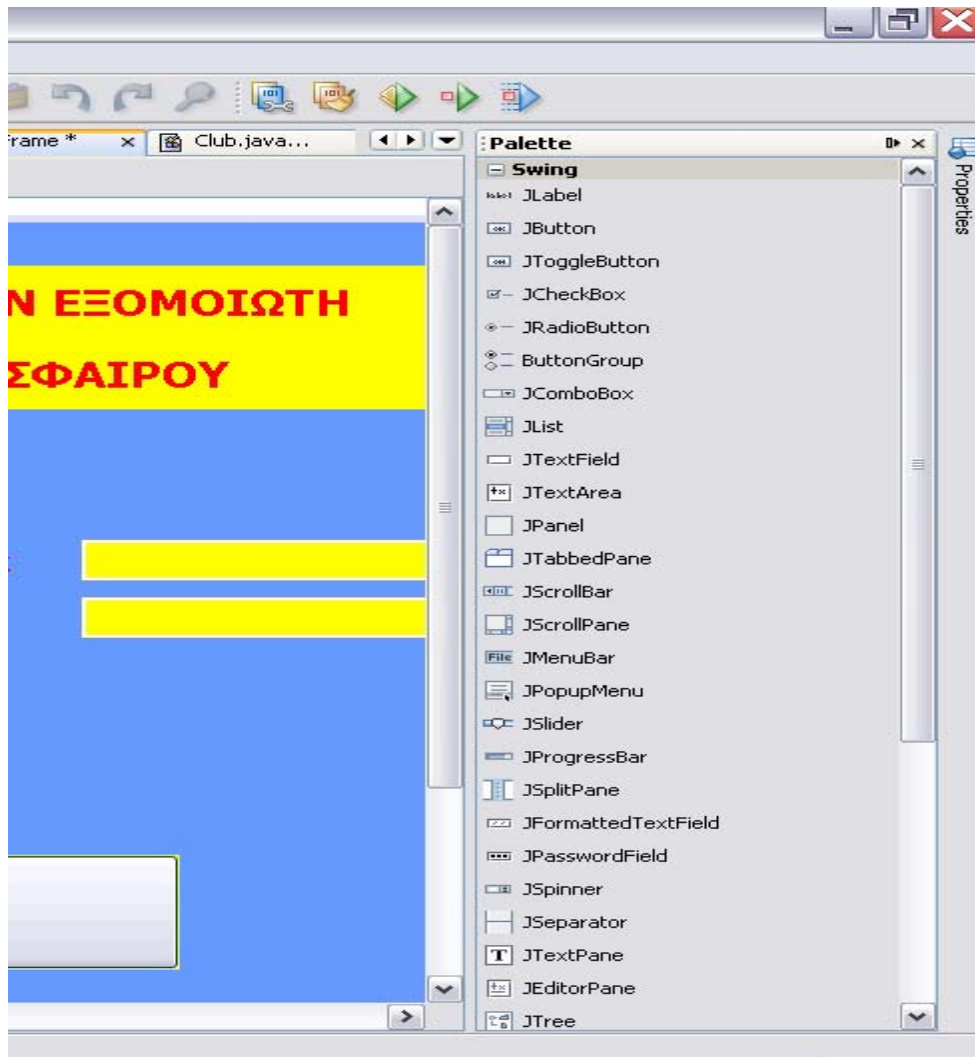 rame *
Club.java...
Palette
Properties
Swing
JLabel
JButton
JToggleButton
JCheckBox
JRadioButton
ButtonGroup
JComboBox
JList
JTextField
JTextArea
JPanel
JTabbedPane
JScrollBar
JScrollPane
File JMenuBar
JPopupMenu
JSlider
JProgressBar
JSplitPane
JFormattedTextField
JPasswordField
JSpinner
JSeparator
T JTextPane
JEditorPane
JTree
Ν ΕΞΟΜΟΙΩΤΗ
ΣΦΑΙΡΟΥ